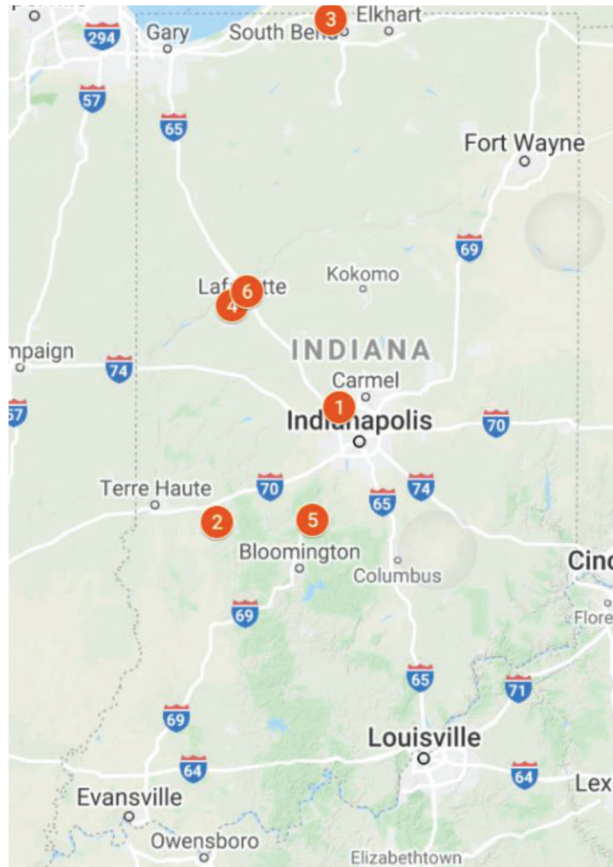 3
Elkhart
South Bend
294
Gary
57
65
Fort Wayne
69
Kokomo
6
4
mpaign
74
INDIANA
Carmel
57
1
Indianapolis
70
Terre Haute
70
65
74
2
5
Bloomington
Columbus
Cinc
69
Flore
65
71
69
Louisville
64
64
Lex
Evansville
Owensboro
Elizabethtown